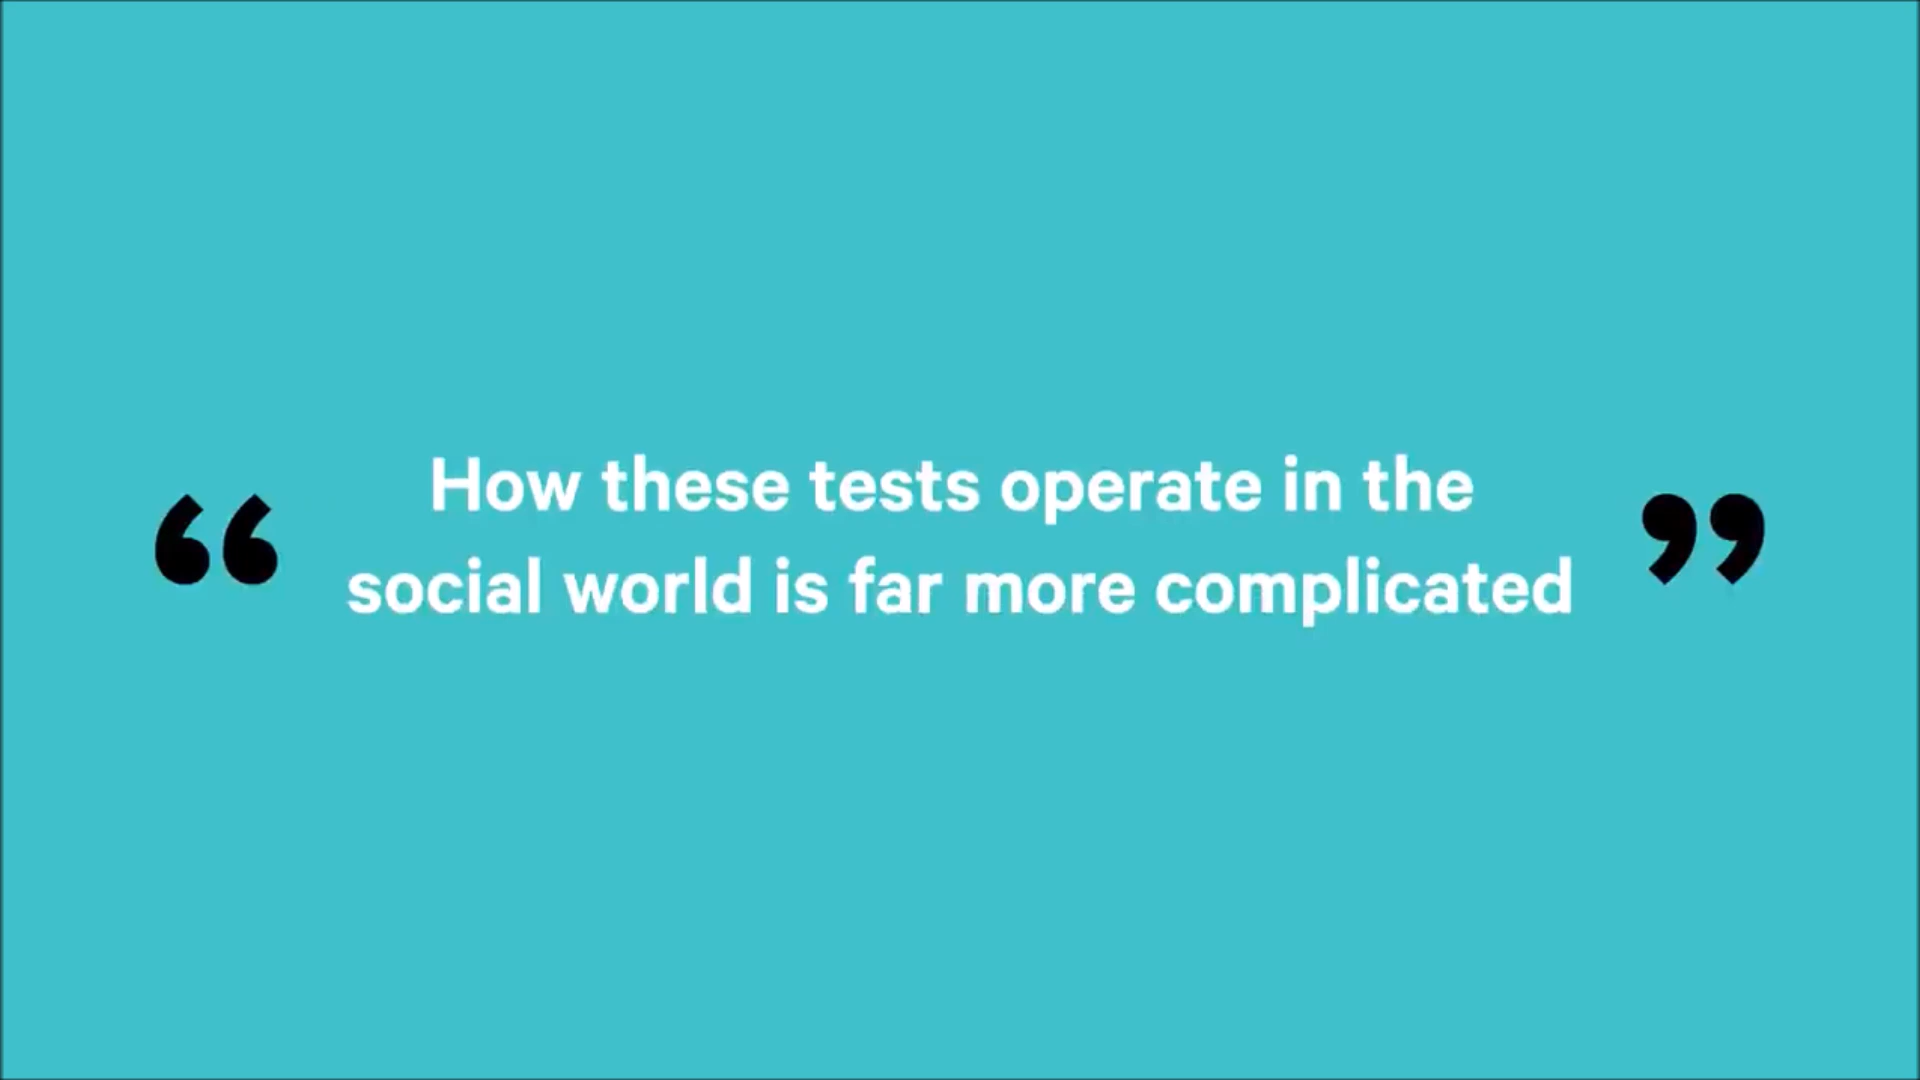 “ How these tests operate in the
social world is far more complicated ”